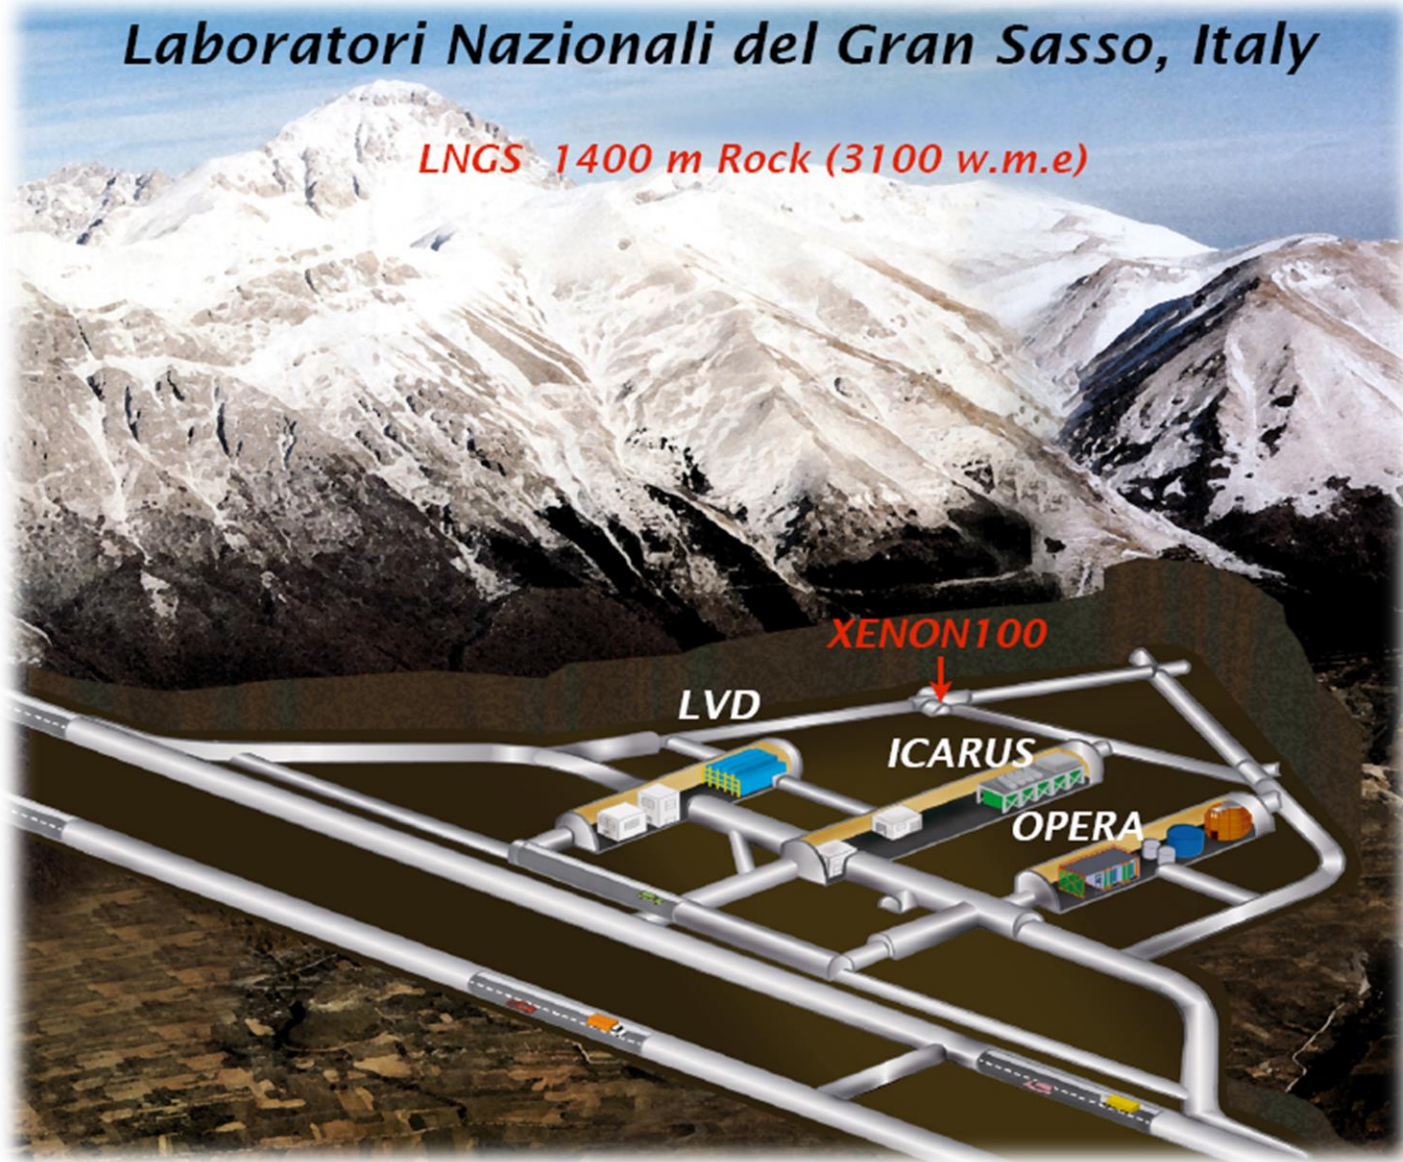 Laboratori Nazionali del Gran Sasso, Italy
LNGS 1400 m Rock (3100 w.m.e)
XENON100
LVD
ICARUS
OPERA